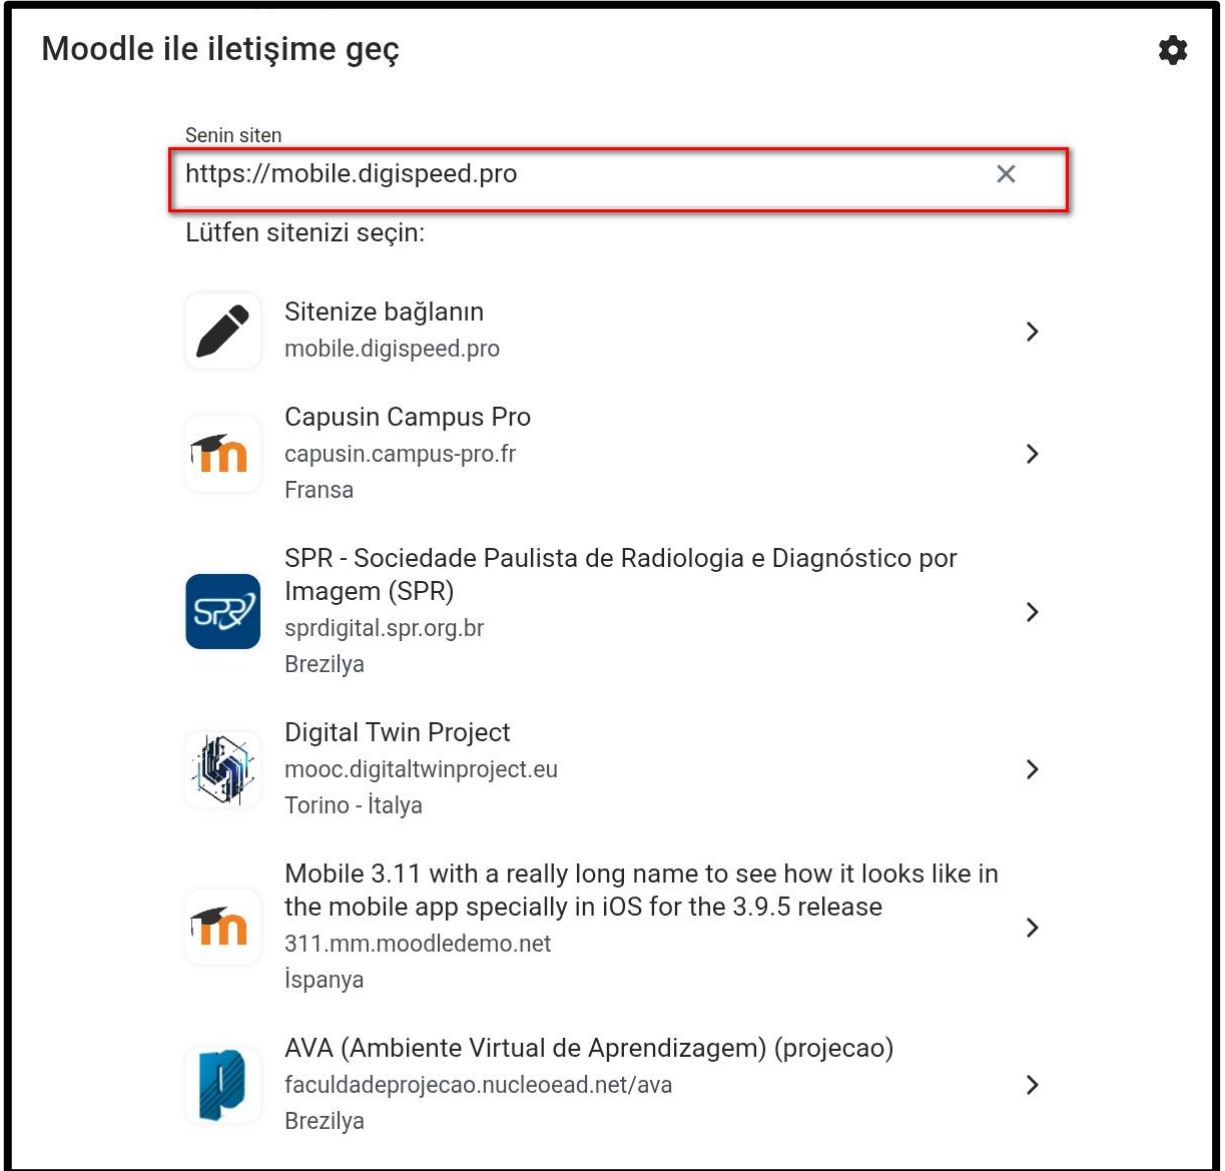 Moodle ile iletişime geç
Senin siten
https://mobile.digispeed.pro
Lütfen sitenizi seçin:
Sitenize bağlanın
mobile.digispeed.pro
Capusin Campus Pro
capusin.campus-pro.fr
Fransa
SPR - Sociedade Paulista de Radiologia e Diagnóstico por
Imagem (SPR)
SPR
sprdigital.spr.org.br
Brezilya
Digital Twin Project
mooc.digitaltwinproject.eu
Torino - İtalya
Mobile 3.11 with a really long name to see how it looks like in
the mobile app specially in iOS for the 3.9.5 release
311.mm.moodledemo.net
İspanya
AVA (Ambiente Virtual de Aprendizagem) (projecao)
faculdadeprojecao.nucleoead.net/ava
Brezilya